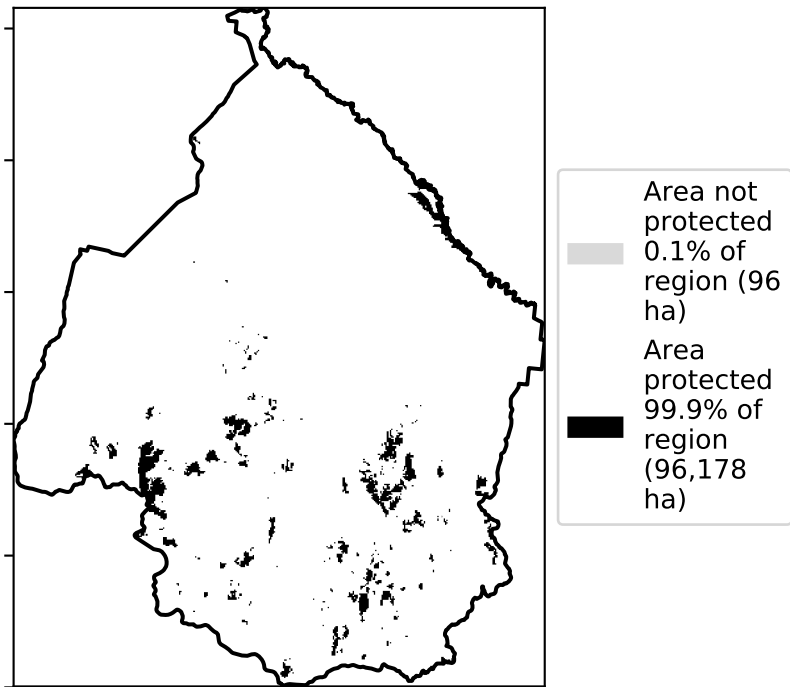 Area not
protected
0.1% of
region (96
ha)
Area
protected
99.9% of
region
(96,178
ha)